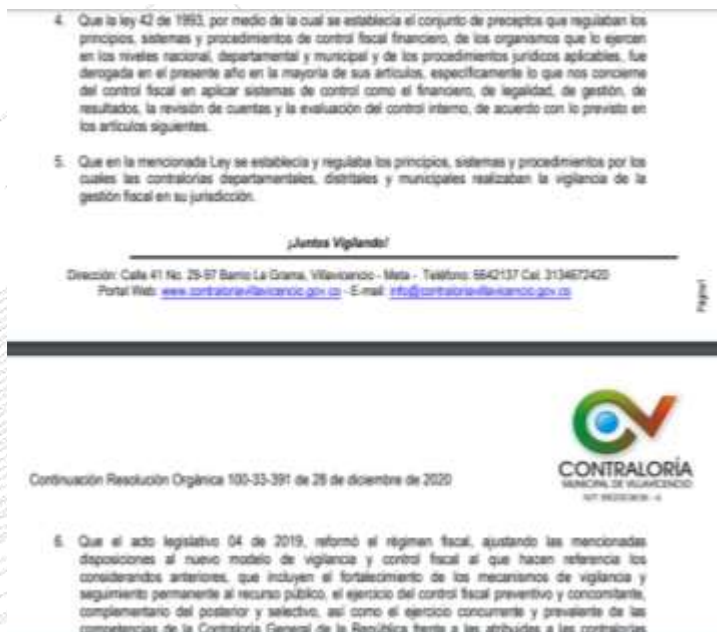 4. Que la ley 42 de 1993, por medio de la cual se establecía el conjunto de preceptos que regulaban los
principios, sistemas y procedimientos de control fiscal financiero, de los organismos que lo ejercen
en los niveles nacional, departamental y municipal y de los procedimientos jurídicos aplicables, fue
derogada en el presente año en la mayoría de sus artículos, específicamente lo que nos concierne
del control fiscal en aplicar sistemas de control como el financiero, de legalidad, de gestión, de
resultados, la revisión de cuentas y la evaluación del control interno, de acuerdo con lo previsto en
los artículos siguientes.
5. Que en la mencionada Ley se establecía y regulaba los principios, sistemas y procedimientos por los
cuales las contralorías departamentales, distritales y municipales realizaban la vigilancia de la
gestión fiscal en su jurisdicción.
¡Juntos Vigilando!
Dirección: Calle 41 No. 29-97 Barrio La Grama, Villavicencio - Meta - Teléfono: 6642137 Cel. 3134672420
Portal Web: www.contraloriavillavicencio.gov.co - E-mail: info@contraloriavillavicencio.gov.co
Página1
CONTRALORÍA
MUNICIPAL DE VILLAVICENCIO
Continuación Resolución Orgánica 100-33-391 de 28 de diciembre de 2020
6. Que el acto legislativo 04 de 2019, reformó el régimen fiscal, ajustando las mencionadas
disposiciones al nuevo modelo de vigilancia y control fiscal al que hacen referencia los
considerandos anteriores, que incluyen el fortalecimiento de los mecanismos de vigilancia y
seguimiento permanente al recurso público, el ejercicio del control fiscal preventivo y concomitante,
complementario del posterior y selectivo, así como el ejercicio concurrente y prevalente de las
competencias de la Contraloría General de la República frente a las atribuidas a las contralorías